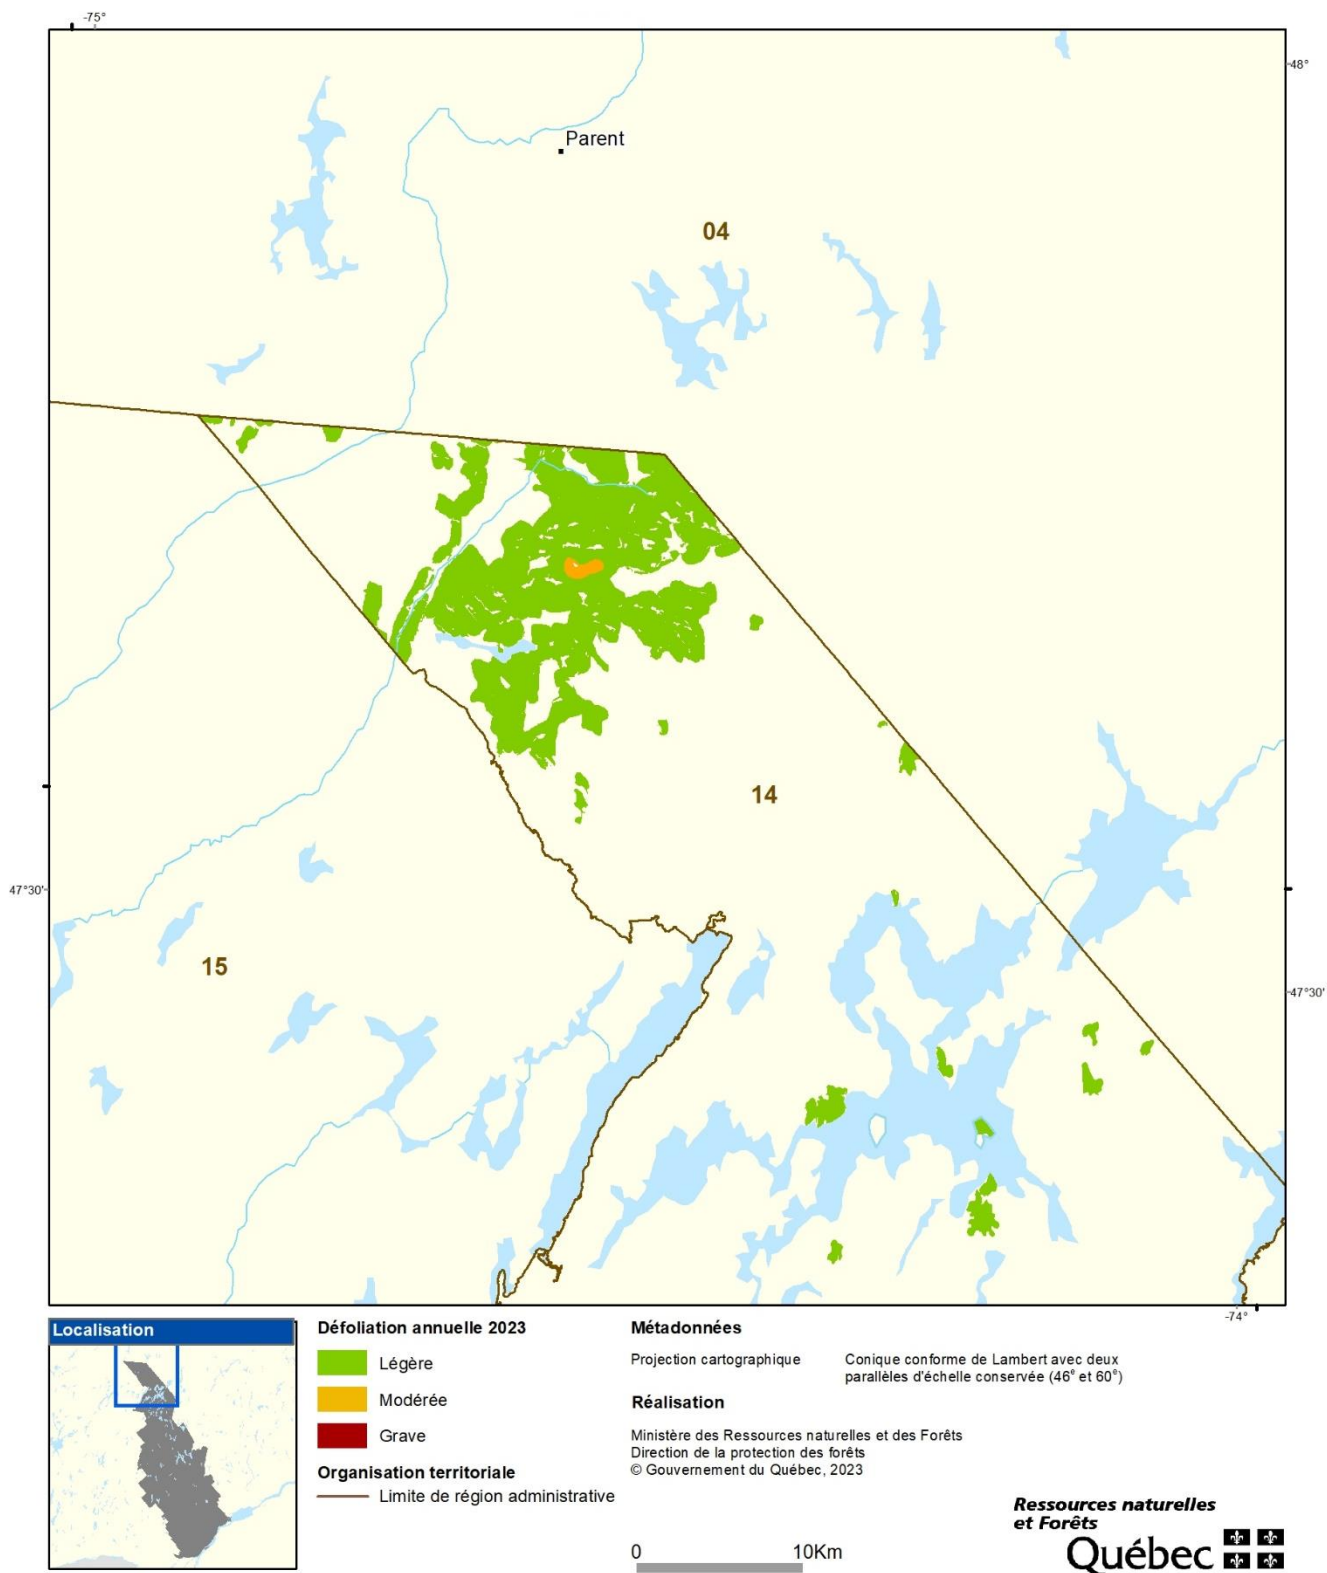 -75°
48°
Parent
04
14
47°30'
15
47°30'
-74°
Localisation
Défoliation annuelle 2023
Légère
Modérée
Grave
Organisation territoriale
Limite de région administrative
Métadonnées
Projection cartographique
Conique conforme de Lambert avec deux
parallèles d'échelle conservée (46e et 60e)
Réalisation
Ministère des Ressources naturelles et des Forêts
Direction de la protection des forêts
© Gouvernement du Québec, 2023
0 10Km
Ressources naturelles
et Forêts
Québec